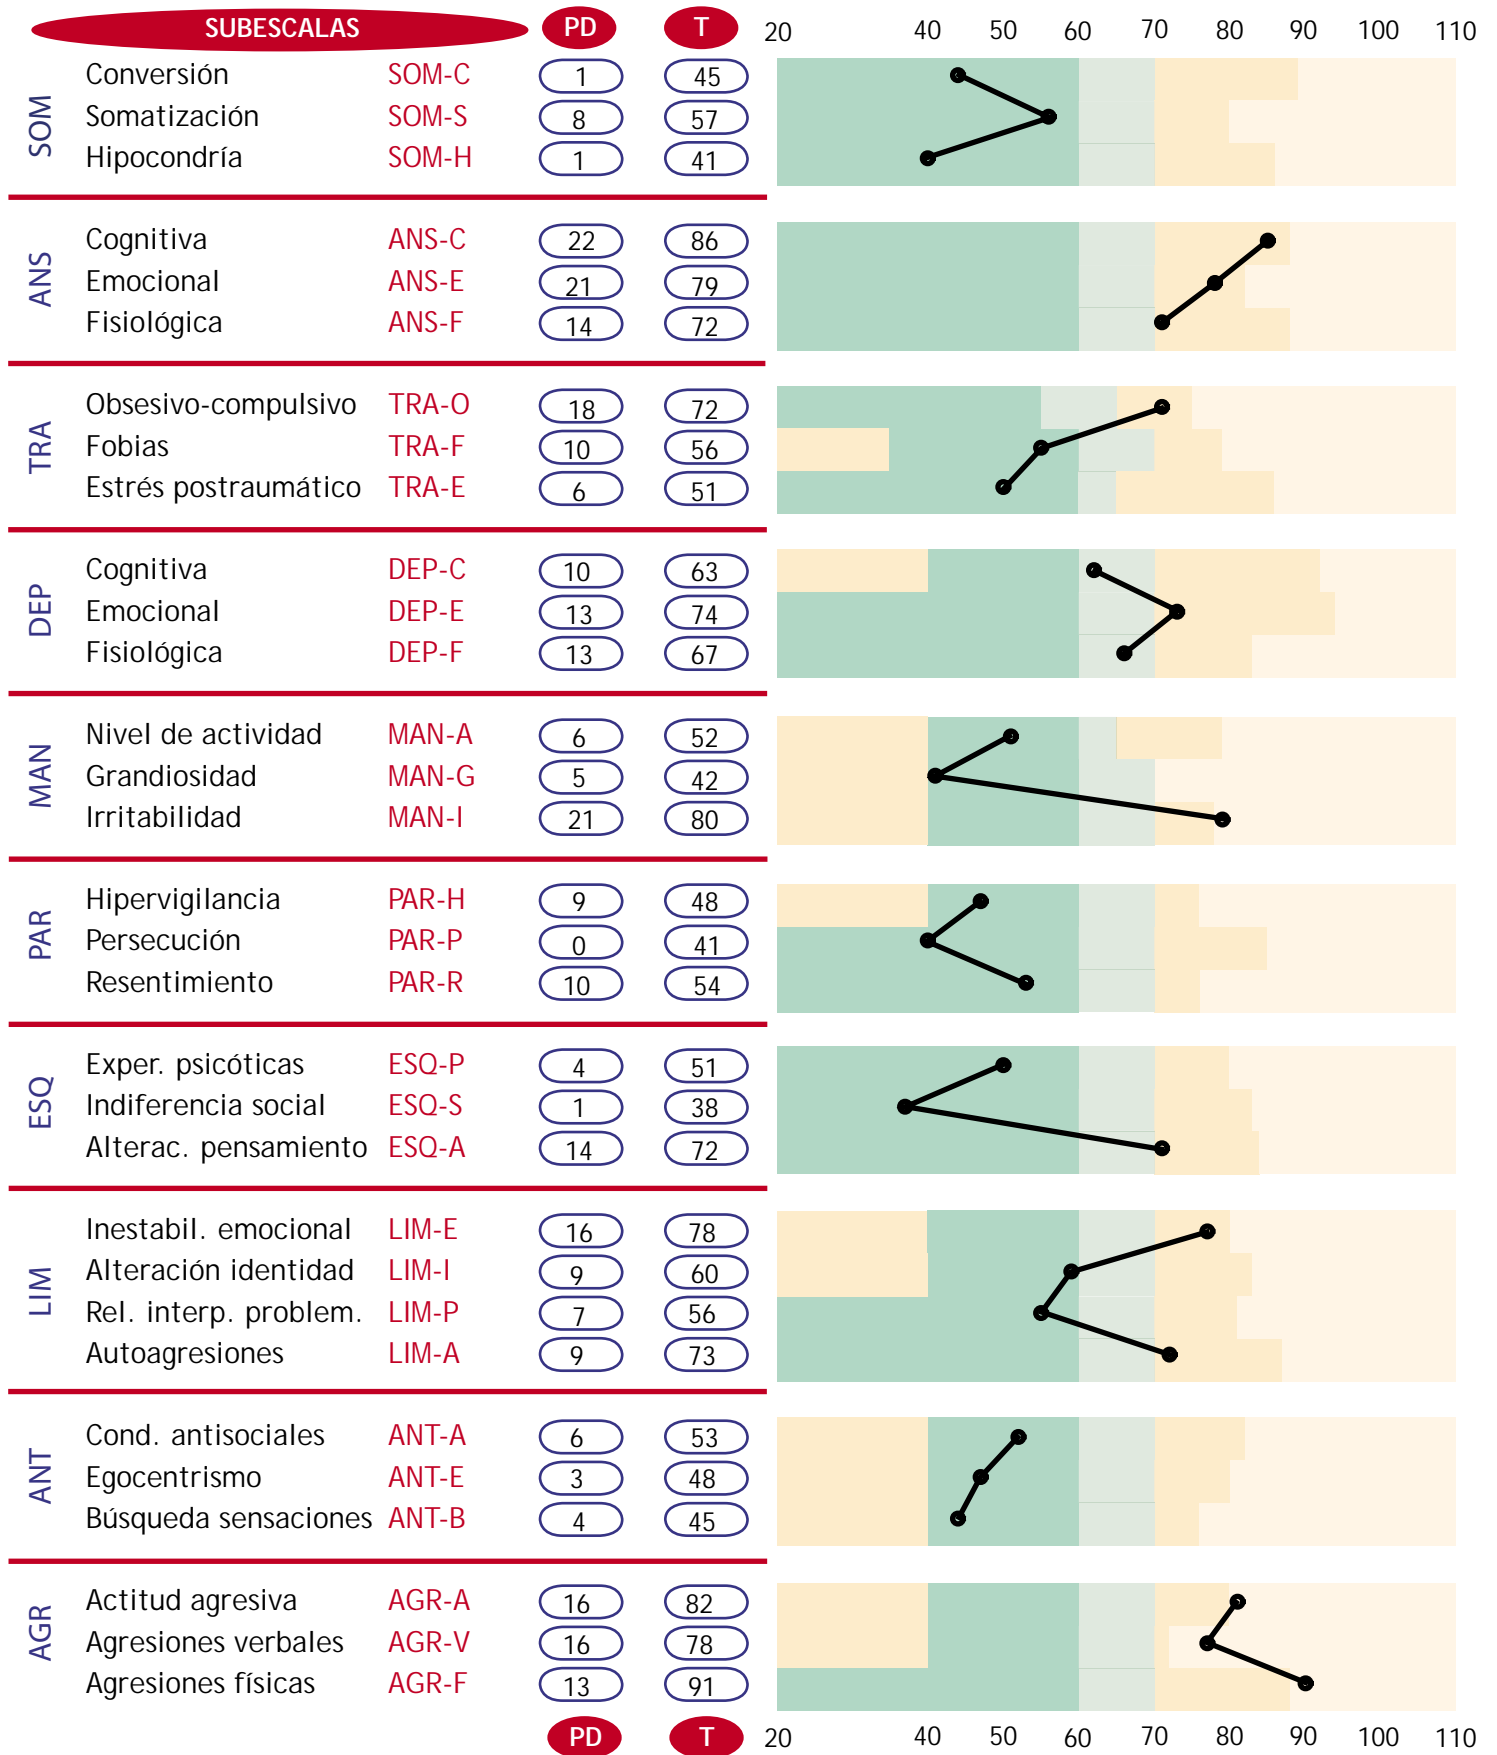 SUBESCALAS PD T 20 40 50 60 70 80 90 100 110
SOM
Conversión SOM-C 1 45
Somatización SOM-S 8 57
Hipocondría SOM-H 1 41
ANS
Cognitiva ANS-C 22 86
Emocional ANS-E 21 79
Fisiológica ANS-F 14 72
TRA
Obsesivo-compulsivo TRA-O 18 72
Fobias TRA-F 10 56
Estrés postraumático TRA-E 6 51
DEP
Cognitiva DEP-C 10 63
Emocional DEP-E 13 74
Fisiológica DEP-F 13 67
MAN
Nivel de actividad MAN-A 6 52
Grandiosidad MAN-G 5 42
Irritabilidad MAN-I 21 80
PAR
Hipervigilancia PAR-H 9 48
Persecución PAR-P 0 41
Resentimiento PAR-R 10 54
ESQ
Exper. psicóticas ESQ-P 4 51
Indiferencia social ESQ-S 1 38
Alterac. pensamiento ESQ-A 14 72
LIM
Inestabil. emocional LIM-E 16 78
Alteración identidad LIM-I 9 60
Rel. interp. problem. LIM-P 7 56
Autoagresiones LIM-A 9 73
ANT
Cond. antisociales ANT-A 6 53
Egocentrismo ANT-E 3 48
Búsqueda sensaciones ANT-B 4 45
AGR
Actitud agresiva AGR-A 16 82
Agresiones verbales AGR-V 16 78
Agresiones físicas AGR-F 13 91
PD T 20 40 50 60 70 80 90 100 110